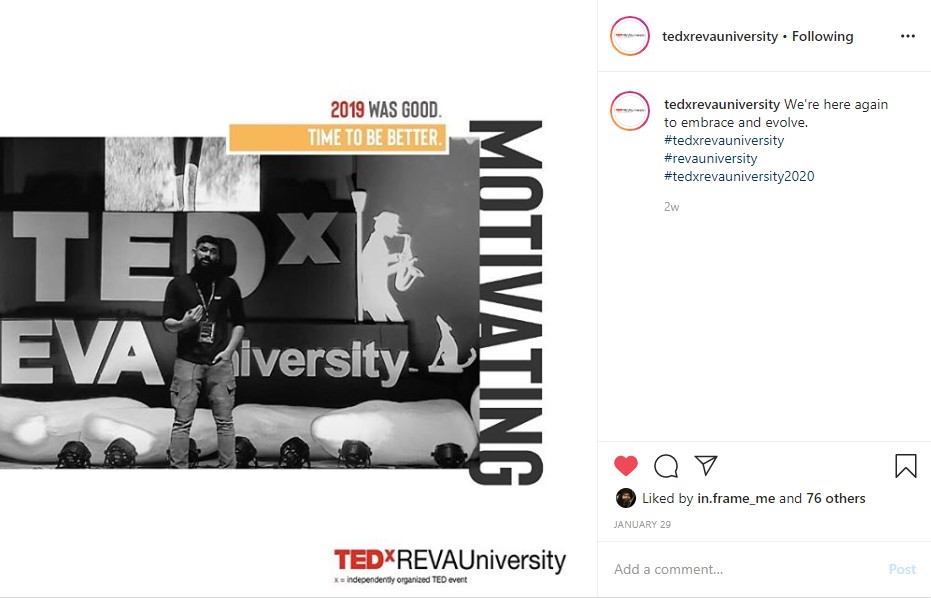 2019 WAS GOOD.
TIME TO BE BETTER.
MOTIVATING
TEDx
EVA
University
TEDxREVAUniversity
x = independently organized TED event
tedxrevauniversity • Following
tedxrevauniversity We're here again
to embrace and evolve.
#tedxrevauniversity
#revauniversity
#tedxrevauniversity2020
2w
Liked by in.frame_me and 76 others
JANUARY 29
Add a comment...
Post